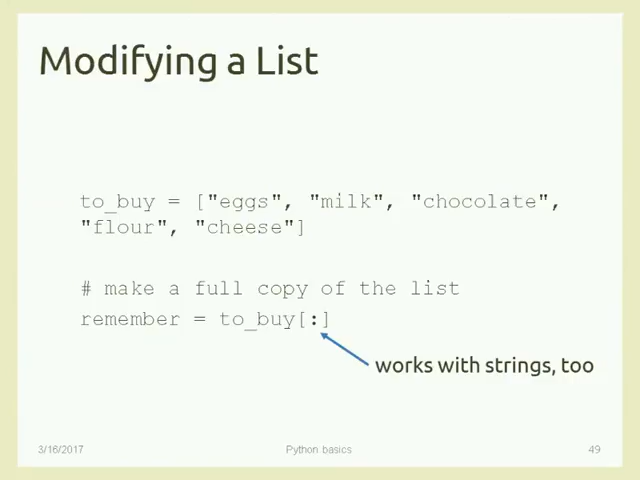 Modifying a List
to_buy = ["eggs", "milk", "chocolate",
"flour", "cheese"]
# make a full copy of the list
remember = to_buy[:]
works with strings, too
3/16/2017
Python basics
49